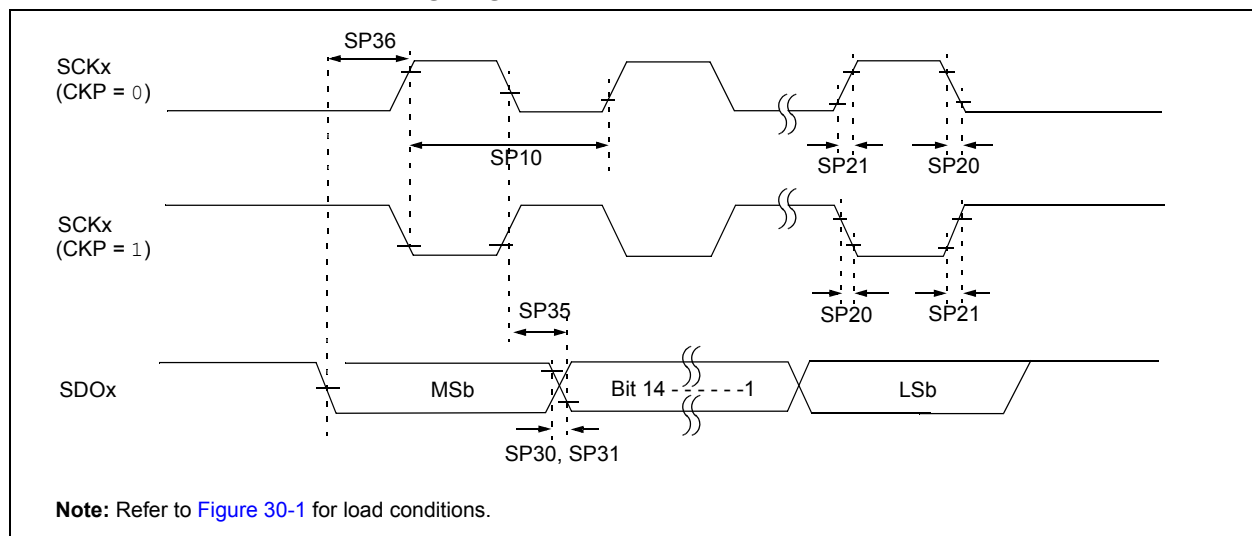 SP36
SCKx
(CKP = 0)
SP10
SP21
SP20
SCKx
(CKP = 1)
SP35
SP20
SP21
SDOx
MSb
Bit 14 - - - - - -1
LSb
SP30, SP31
Note: Refer to Figure 30-1 for load conditions.